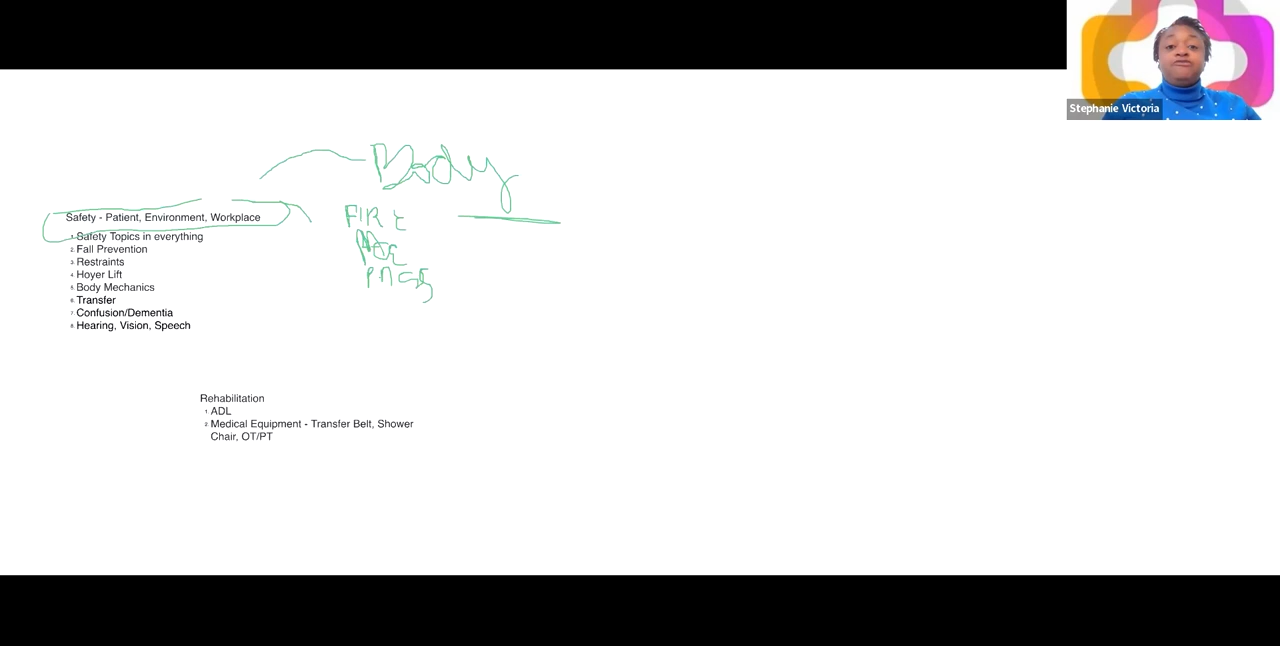 Stephanie Victoria
Body
Safety - Patient, Environment, Workplace
FIRE
1. Safety Topics in everything
2. Fall Prevention
3. Restraints
4. Hoyer Lift
5. Body Mechanics
6. Transfer
7. Confusion/Dementia
8. Hearing, Vision, Speech
Rehabilitation
1. ADL
2. Medical Equipment - Transfer Belt, Shower
Chair, OT/PT